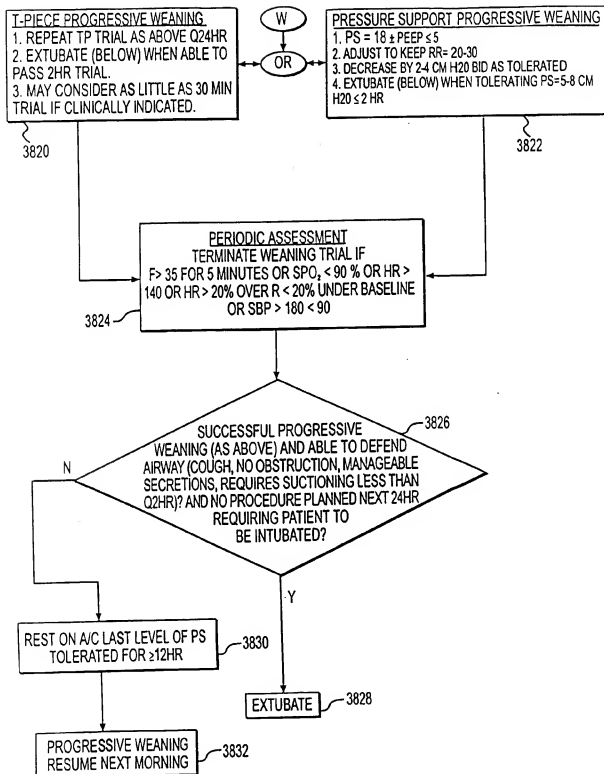 T-PIECE PROGRESSIVE WEANING
1. REPEAT TP TRIAL AS ABOVE Q24HR
2. EXTUBATE (BELOW) WHEN ABLE TO
PASS 2HR TRIAL.
3. MAY CONSIDER AS LITTLE AS 30 MIN
TRIAL IF CLINICALLY INDICATED.
3820
W
OR
PRESSURE SUPPORT PROGRESSIVE WEANING
1. PS = 18 ± PEEP ≤ 5
2. ADJUST TO KEEP RR= 20-30
3. DECREASE BY 2-4 CM H20 BID AS TOLERATED
4. EXTUBATE (BELOW) WHEN TOLERATING PS=5-8 CM
H20 ≤ 2 HR
3822
PERIODIC ASSESSMENT
TERMINATE WEANING TRIAL IF
F> 35 FOR 5 MINUTES OR SPO₂ < 90 % OR HR >
140 OR HR > 20% OVER R < 20% UNDER BASELINE
OR SBP > 180 < 90
3824
SUCCESSFUL PROGRESSIVE
WEANING (AS ABOVE) AND ABLE TO DEFEND
AIRWAY (COUGH, NO OBSTRUCTION, MANAGEABLE
SECRETIONS, REQUIRES SUCTIONING LESS THAN
Q2HR)? AND NO PROCEDURE PLANNED NEXT 24HR
REQUIRING PATIENT TO
BE INTUBATED?
3826
N
Y
REST ON A/C LAST LEVEL OF PS
TOLERATED FOR ≥12HR
3830
EXTUBATE
3828
PROGRESSIVE WEANING
RESUME NEXT MORNING
3832